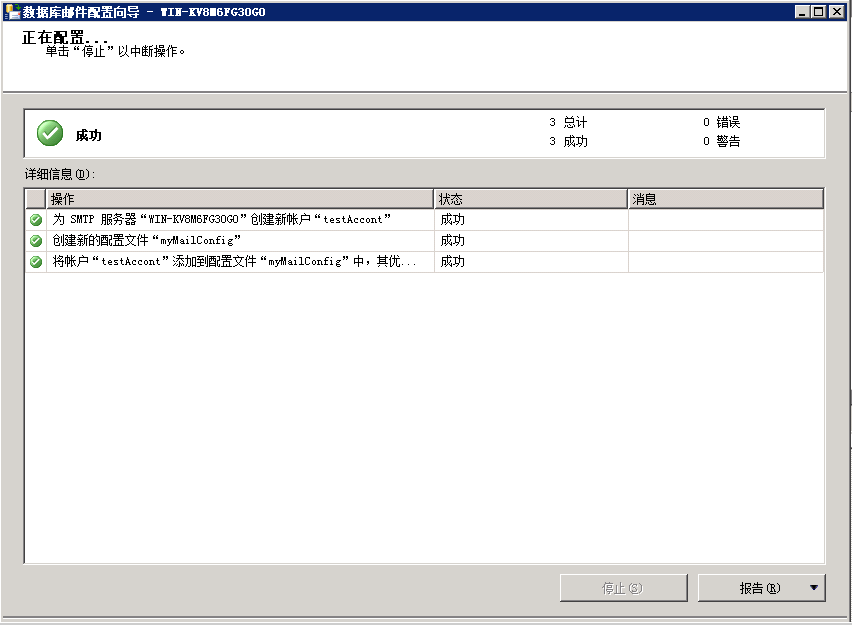 数据库邮件配置向导 - WIN-KV8M6FG30GO
正在配置...
单击“停止”以中断操作。
成功
3 总计
0 错误
3 成功
0 警告
详细信息(D):
操作 状态 消息
为 SMTP 服务器“WIN-KV8M6FG30GO”创建新帐户“testAccont” 成功
创建新的配置文件“myMailConfig” 成功
将帐户“testAccont”添加到配置文件“myMailConfig”中，其优... 成功
停止(S)
报告(R)